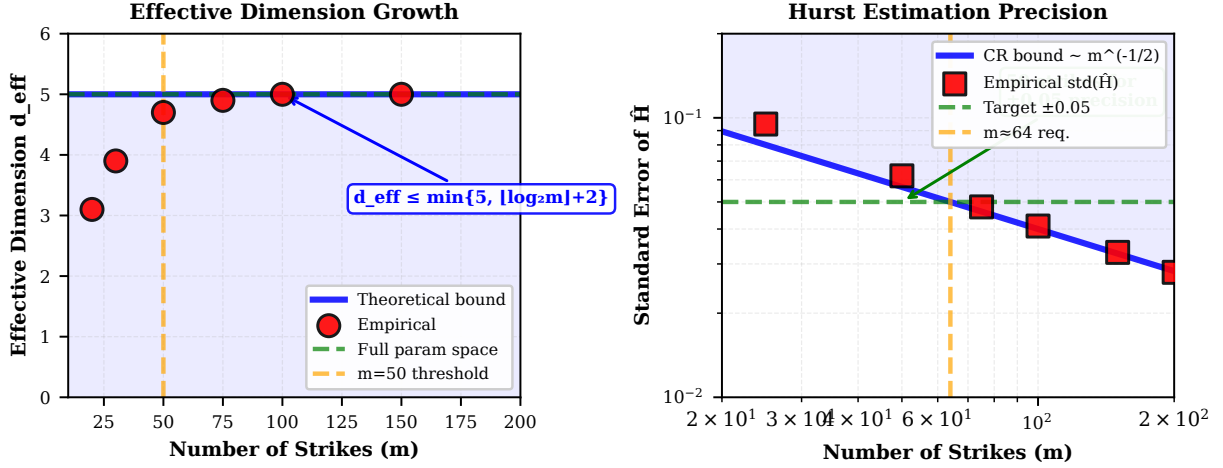 Effective Dimension Growth
Effective Dimension d_eff
6
5
4
3
2
1
0
d_eff ≤ min{5, ⌊log₂m⌋+2}
Theoretical bound
Empirical
Full param space
m=50 threshold
25
50
75
100
125
150
175
200
Number of Strikes (m)
Hurst Estimation Precision
Standard Error of Ĥ
10⁻¹
10⁻²
CR bound ~ m^(-1/2)
Empirical std(Ĥ)
Target ±0.05
m≈64 req.
2 × 10¹
3 × 10¹
4 × 10¹
6 × 10¹
10²
2 × 10²
Number of Strikes (m)